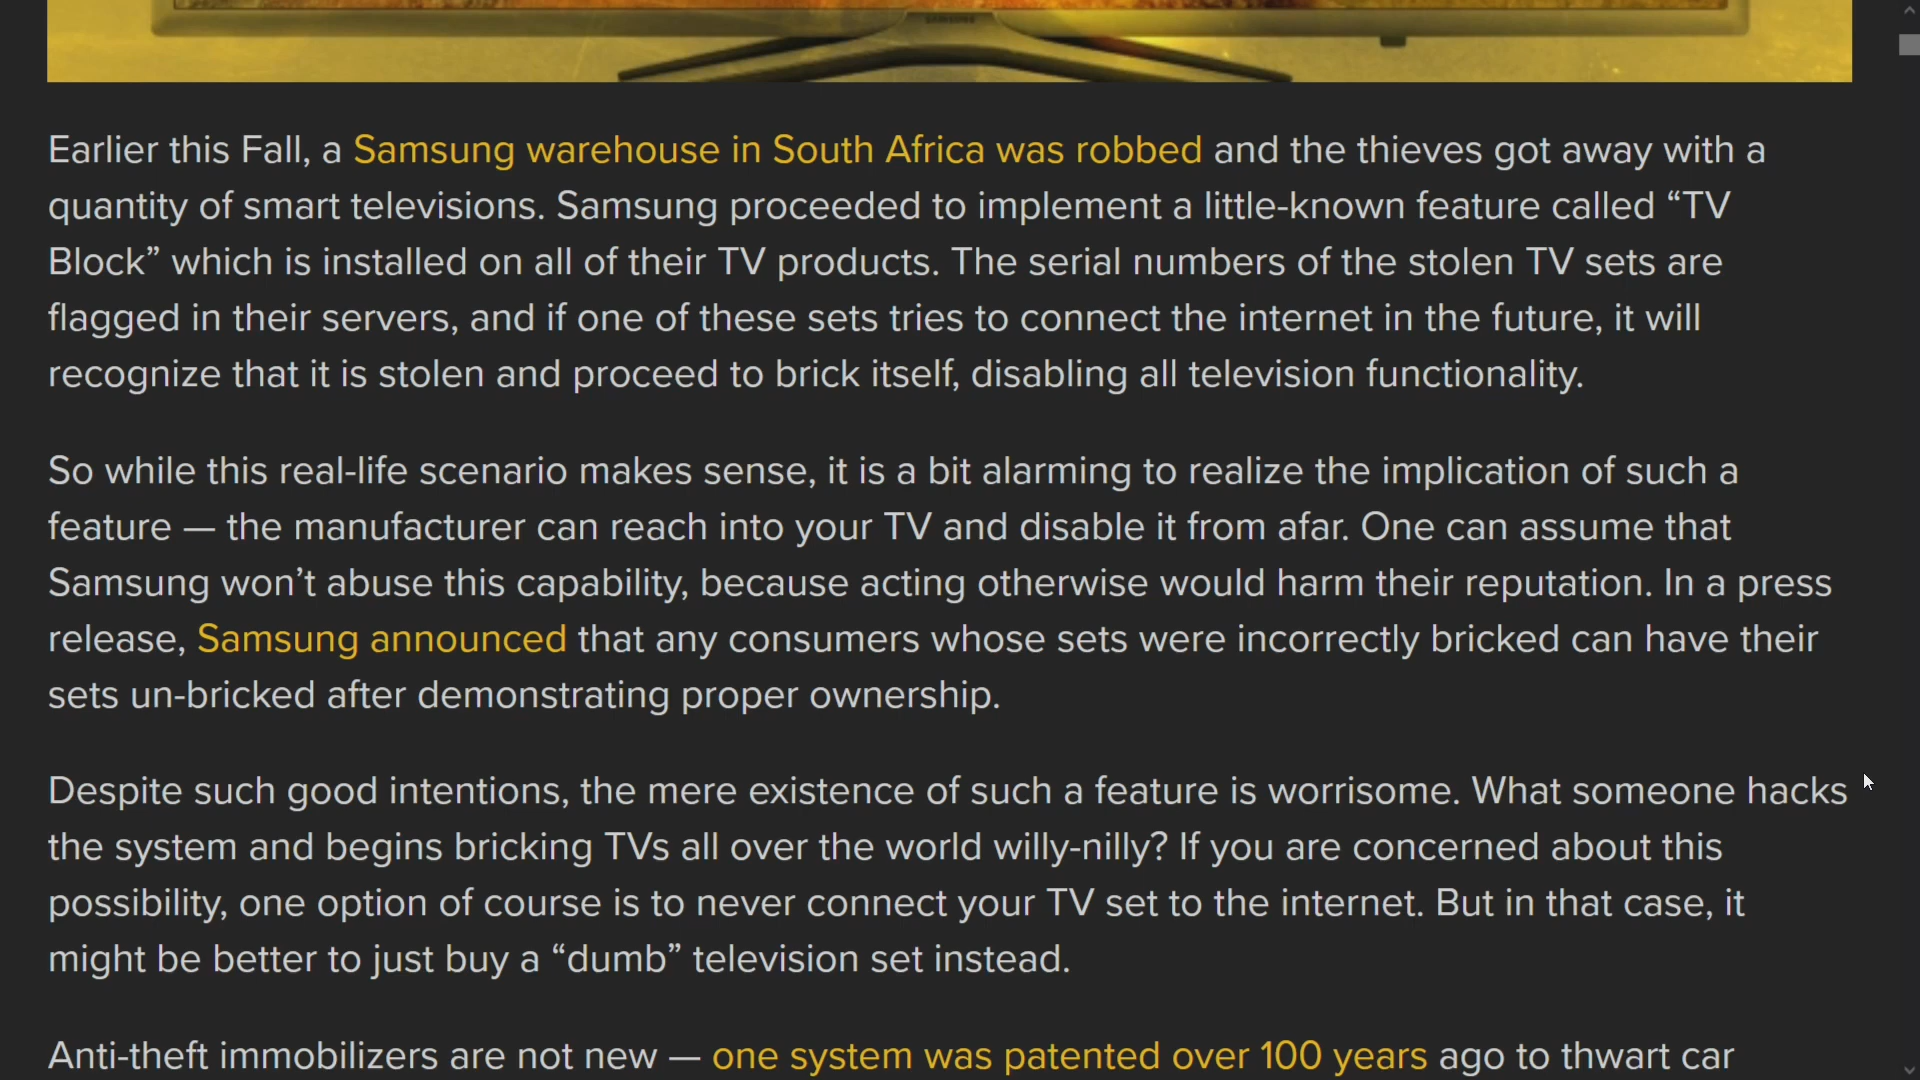 SAMSUNG
Earlier this Fall, a Samsung warehouse in South Africa was robbed and the thieves got away with a
quantity of smart televisions. Samsung proceeded to implement a little-known feature called “TV
Block” which is installed on all of their TV products. The serial numbers of the stolen TV sets are
flagged in their servers, and if one of these sets tries to connect the internet in the future, it will
recognize that it is stolen and proceed to brick itself, disabling all television functionality.
So while this real-life scenario makes sense, it is a bit alarming to realize the implication of such a
feature — the manufacturer can reach into your TV and disable it from afar. One can assume that
Samsung won’t abuse this capability, because acting otherwise would harm their reputation. In a press
release, Samsung announced that any consumers whose sets were incorrectly bricked can have their
sets un-bricked after demonstrating proper ownership.
Despite such good intentions, the mere existence of such a feature is worrisome. What someone hacks
the system and begins bricking TVs all over the world willy-nilly? If you are concerned about this
possibility, one option of course is to never connect your TV set to the internet. But in that case, it
might be better to just buy a “dumb” television set instead.
Anti-theft immobilizers are not new — one system was patented over 100 years ago to thwart car